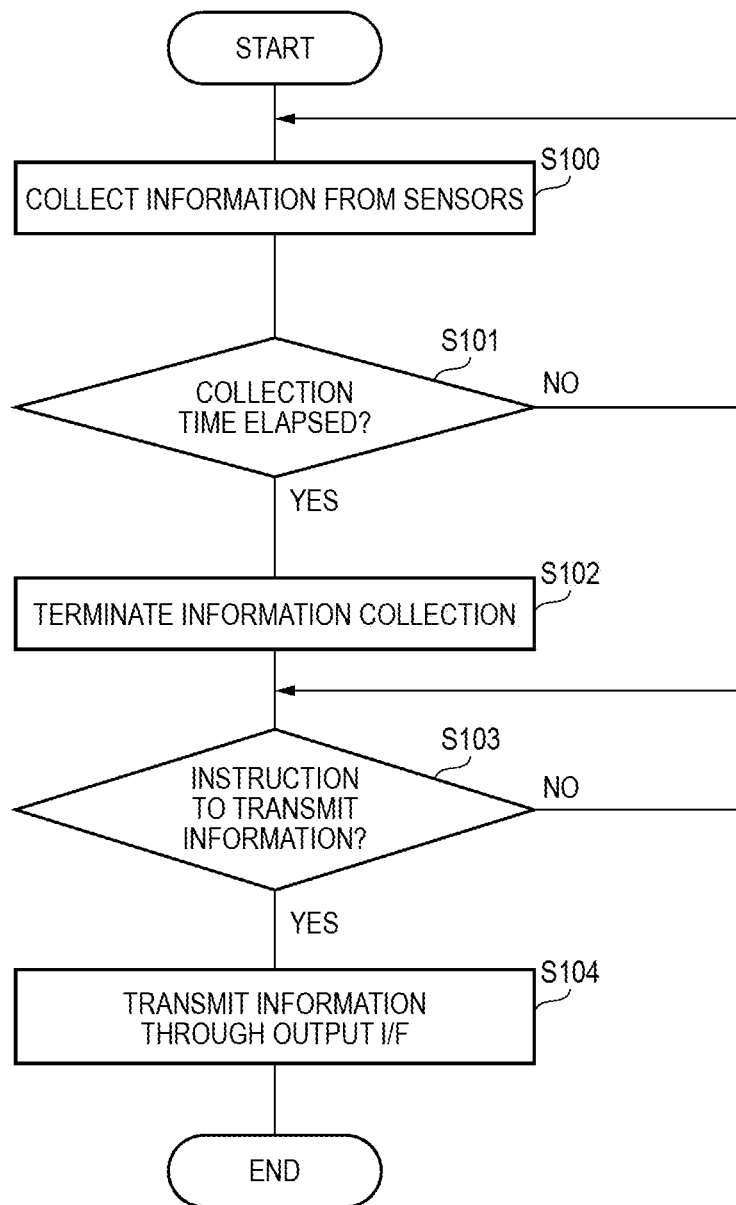 START
S100
COLLECT INFORMATION FROM SENSORS
S101
COLLECTION
TIME ELAPSED?
NO
YES
S102
TERMINATE INFORMATION COLLECTION
S103
INSTRUCTION
TO TRANSMIT
INFORMATION?
NO
YES
S104
TRANSMIT INFORMATION
THROUGH OUTPUT I/F
END